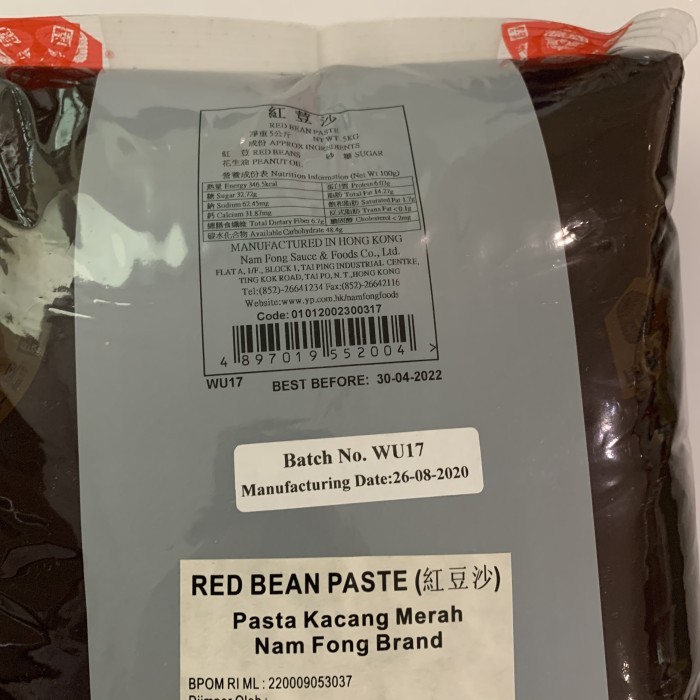 紅荳沙
RED BEAN PASTE
淨重5公斤 NT WT. 5KG
成份 APPROX INGREDIENTS
紅荳 RED BEANS 砂糖 SUGAR
花生油 PEANUT OIL
營養成份表 Nutrition Information (Net Wt 100g)
熱量 Energy 346.5kcal 蛋白質 Protein 6.03g
糖 Sugar 32.72g 脂肪 Total Fat 14.27g
鈉 Sodium 62.45mg 飽和脂肪 Saturated Fat 1.7g
鈣 Calcium 31.87mg 反式脂肪 Trans Fat <0.1g
總膳食纖維 Total Dietary Fiber 6.7g 膽固醇 Cholesterol <2mg
碳水化合物 Available Carbohydrate 48.4g
MANUFACTURED IN HONG KONG
Nam Fong Sauce & Foods Co., Ltd.
FLAT A, 1/F., BLOCK 1, TAI PING INDUSTRIAL CENTRE,
TING KOK ROAD, TAI PO, N.T., HONG KONG
Tel:(852)-26641234 Fax:(852)-26642116
Website:www.yp.com.hk/namfongfoods
Code: 01012002300317
4 897019 552004 >
WU17 BEST BEFORE: 30-04-2022
Batch No. WU17
Manufacturing Date:26-08-2020
RED BEAN PASTE (紅豆沙)
Pasta Kacang Merah
Nam Fong Brand
BPOM RI ML : 220009053037